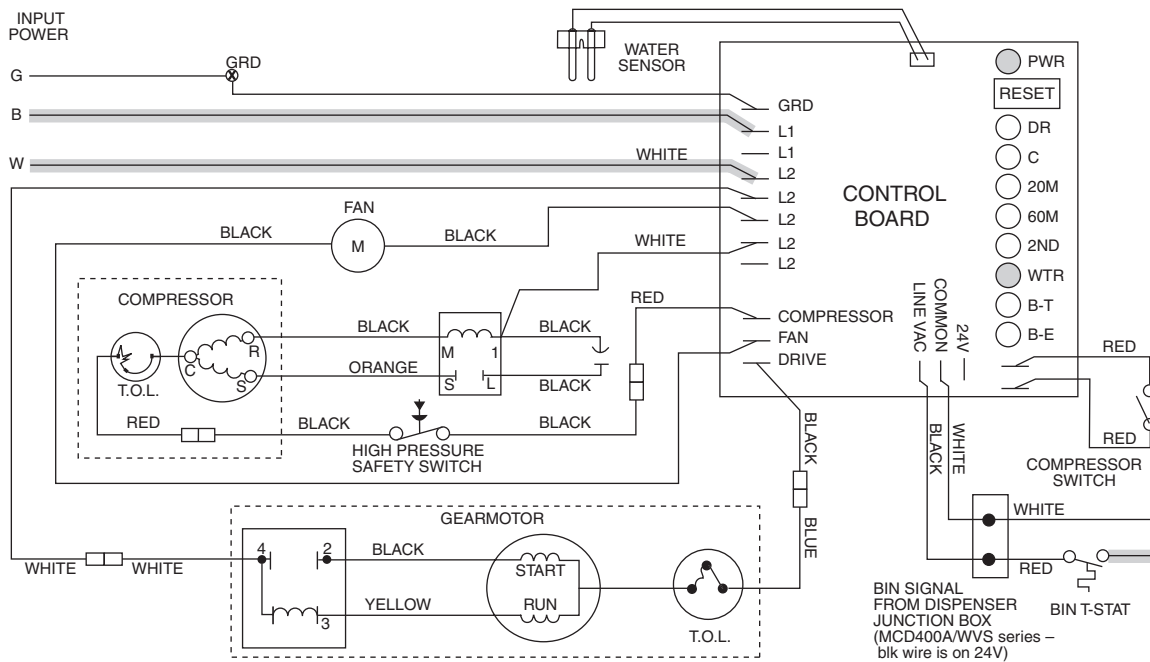 INPUT
POWER
G
GRD
B
W
WHITE
WATER
SENSOR
GRD
L1
L1
L2
L2
L2
L2
L2
CONTROL
BOARD
PWR
RESET
DR
C
20M
60M
2ND
WTR
B-T
B-E
FAN
M
BLACK
BLACK
WHITE
COMPRESSOR
T.O.L.
C
R
S
BLACK
ORANGE
M
1
S
L
BLACK
BLACK
RED
COMPRESSOR
FAN
DRIVE
LINE VAC
COMMON
24V
RED
RED
COMPRESSOR
SWITCH
RED
BLACK
HIGH PRESSURE
SAFETY SWITCH
BLACK
BLACK
BLUE
BLACK
WHITE
WHITE
RED
BIN T-STAT
BIN SIGNAL
FROM DISPENSER
JUNCTION BOX
(MCD400A/WVS series –
blk wire is on 24V)
GEARMOTOR
WHITE
WHITE
4
2
3
BLACK
YELLOW
START
RUN
T.O.L.